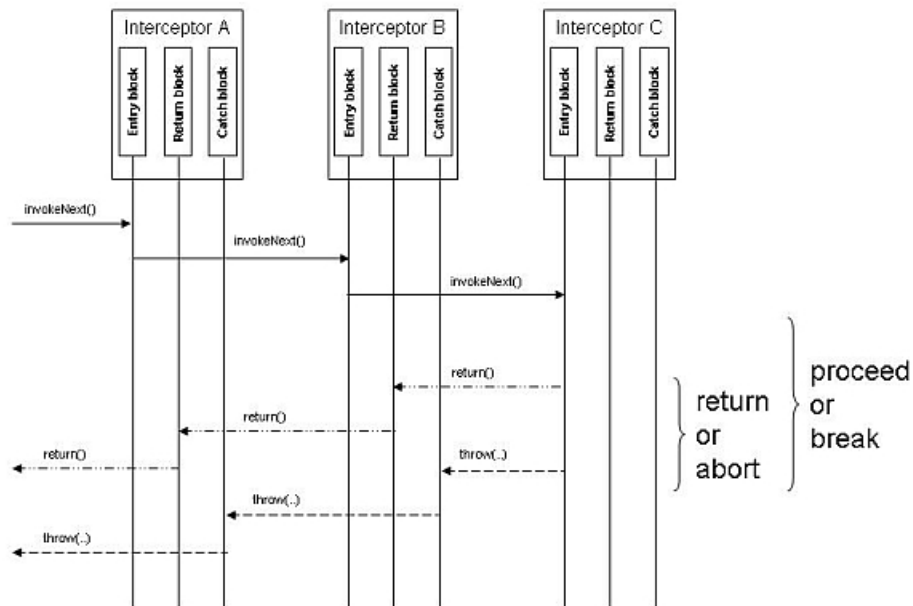 Interceptor A
Entry block
Return block
Catch block
Interceptor B
Entry block
Return block
Catch block
Interceptor C
Entry block
Return block
Catch block
invokeNext()
invokeNext()
invokeNext()
return()
return()
return()
throw(..)
throw(..)
throw(..)
return
or
abort
proceed
or
break